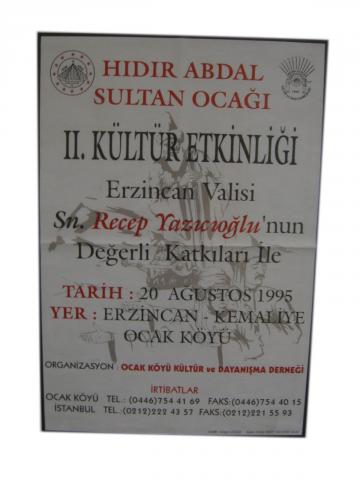 HIDIR ABDAL
SULTAN OCAĞI
II. KÜLTÜR ETKİNLİĞİ
Erzincan Valisi
Sn. Recep Yazıcıoğlu'nun
Değerli Katkıları İle
TARİH : 20 AGUSTOS 1995
YER : ERZİNCAN - KEMALİYE
OCAK KÖYÜ
ORGANİZASYON : OCAK KÖYÜ KÜLTÜR ve DAYANIŞMA DERNEĞİ
İRTİBATLAR
OCAK KÖYÜ TEL.: (0446)754 41 69 FAKS:(0446)754 40 15
İSTANBUL TEL.:(0212)222 43 57 FAKS:(0212)221 55 93